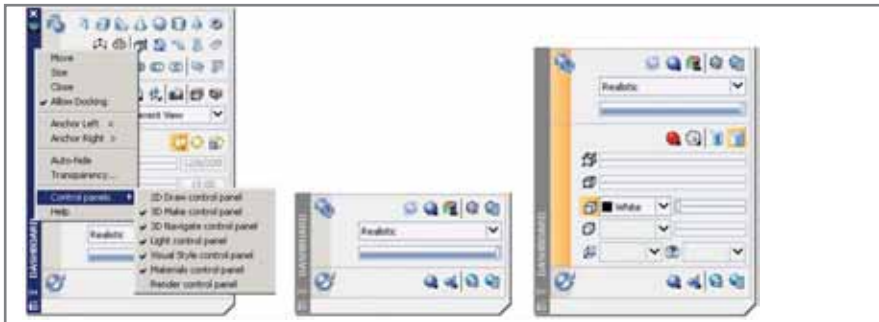 Move
Size
Close
Allow Docking
Anchor Left <
Anchor Right >
Auto-hide
Transparency...
Control panels
Help
2D Draw control panel
3D Make control panel
3D Navigate control panel
Light control panel
Visual Style control panel
Materials control panel
Render control panel
Realistic
DASHBOARD
Realistic
DASHBOARD
Realistic
White
DASHBOARD